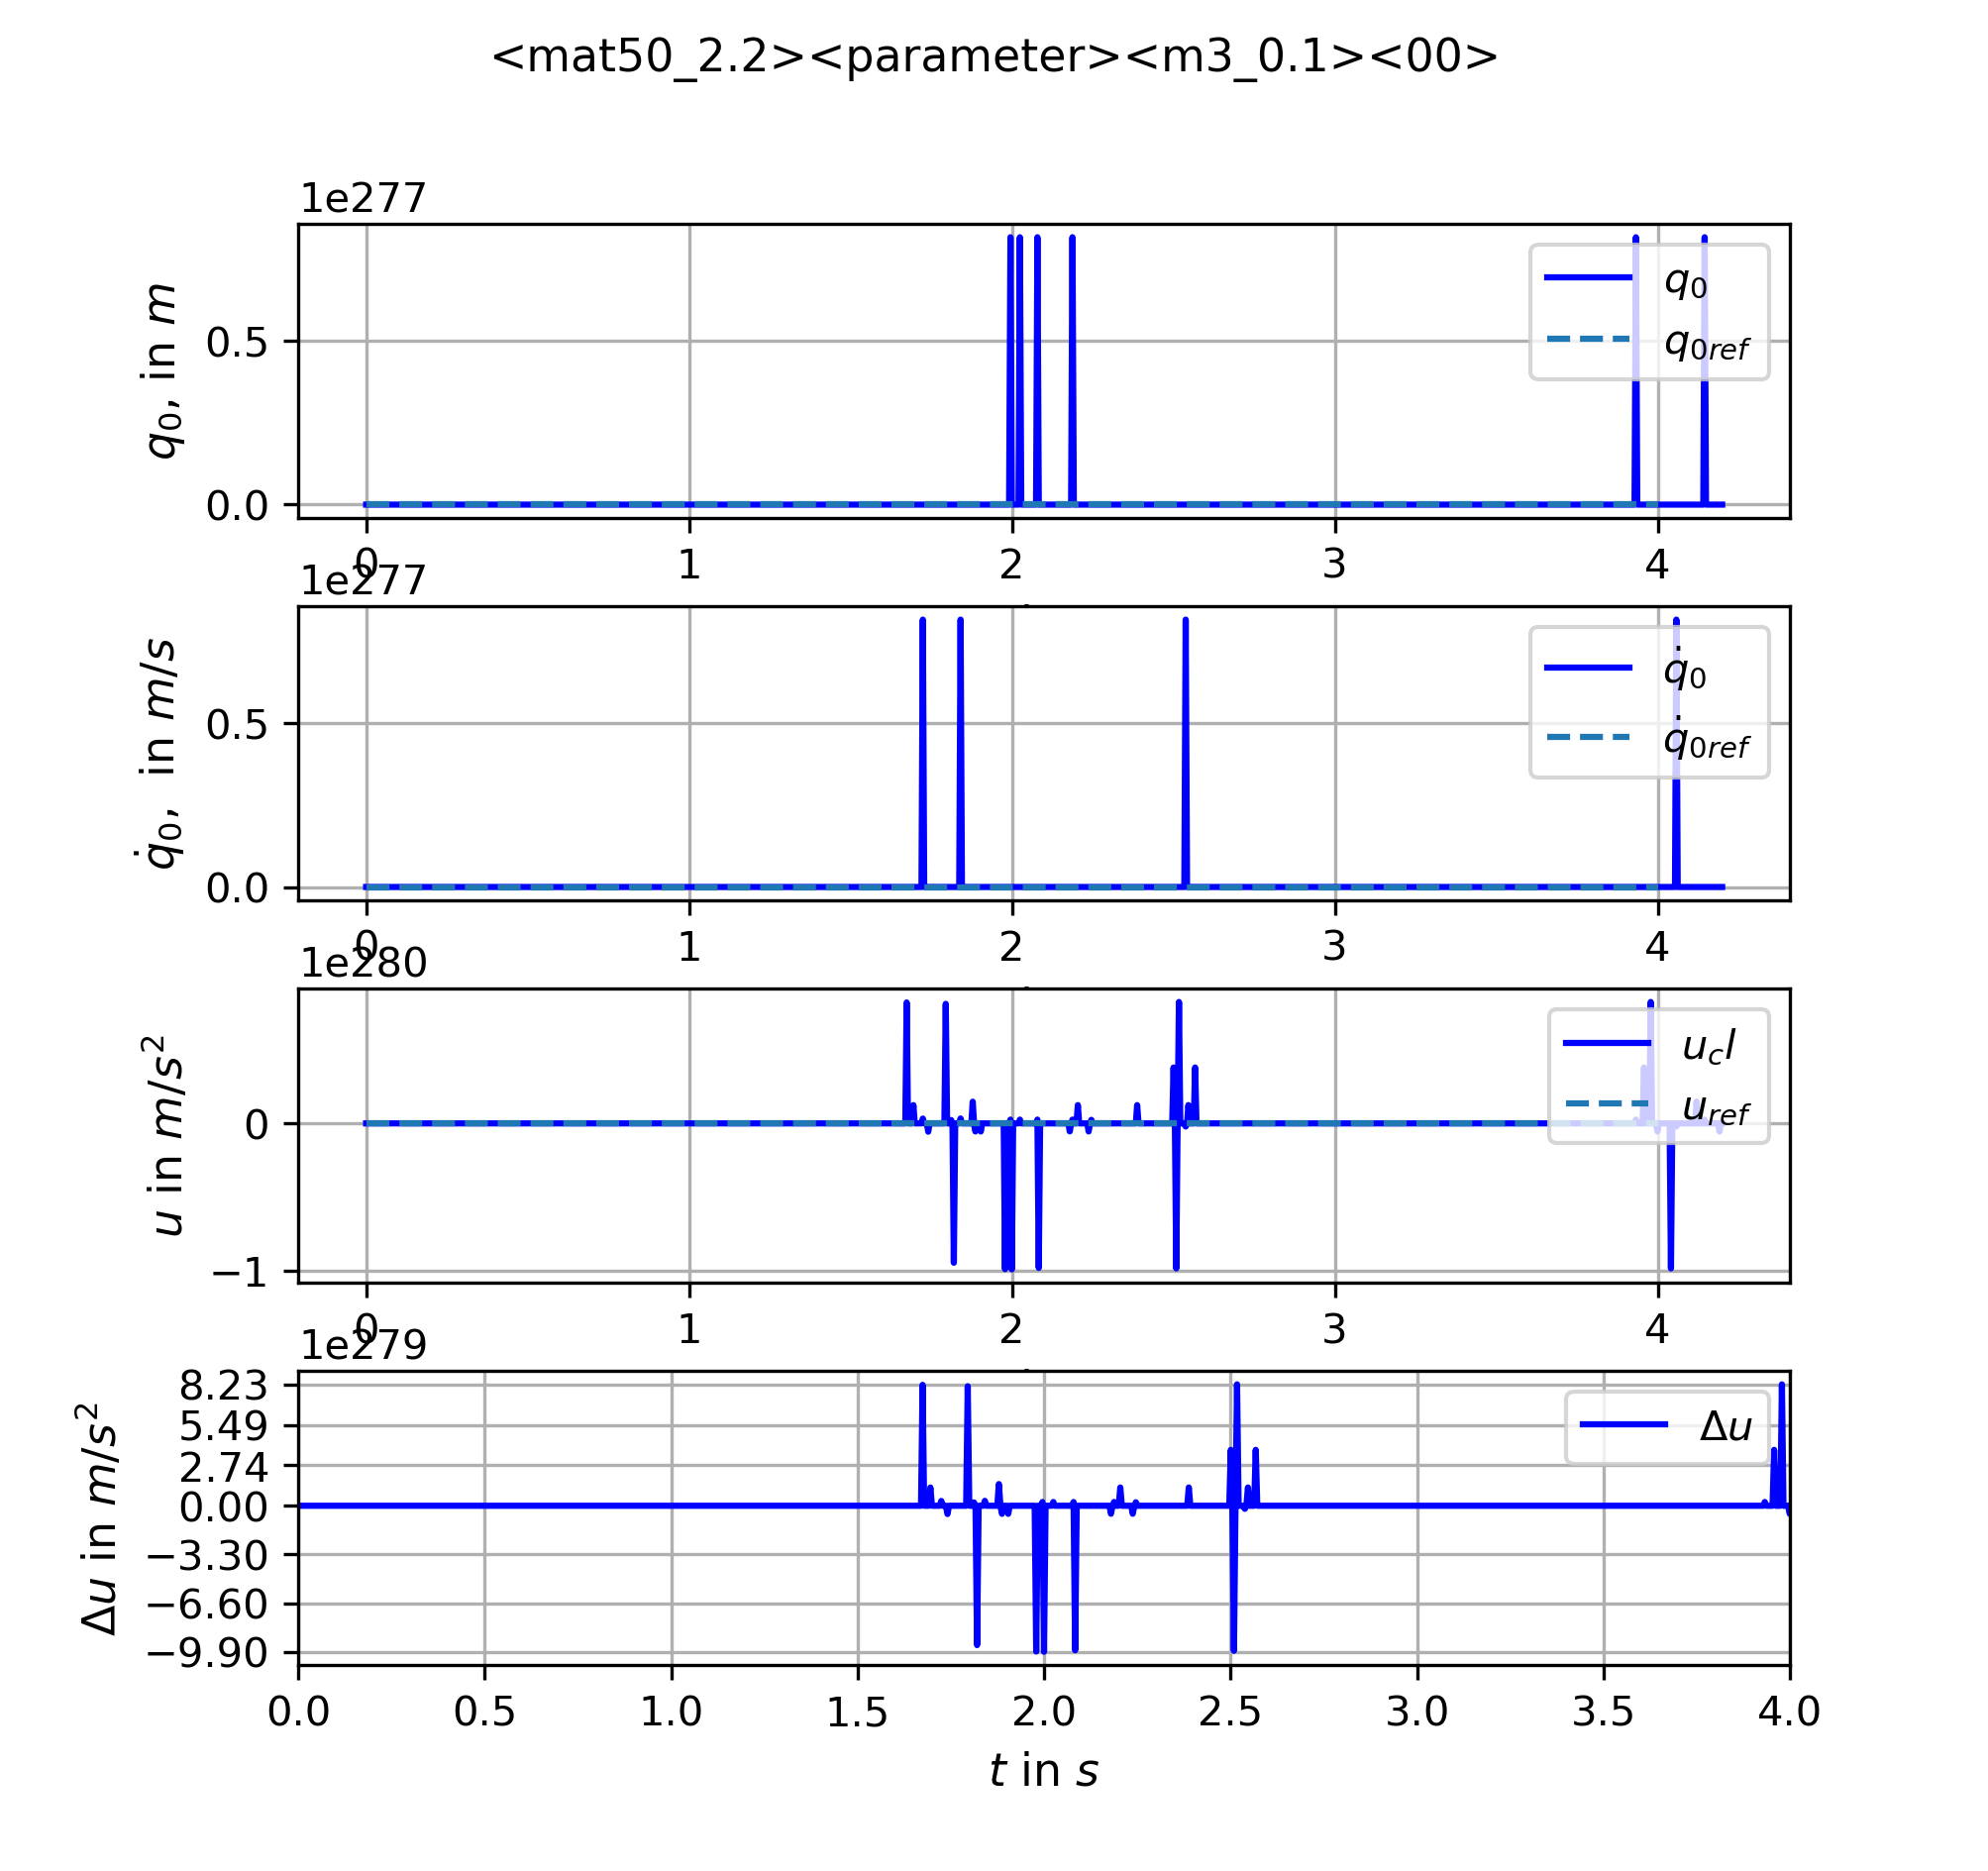 <mat50_2.2><parameter><m3_0.1><00>
1e277
q₀, in m
0.5
0.0
q₀
q₀ref
0 1 2 3 4
1e277
q̇₀, in m/s
0.5
0.0
q̇₀
q̇₀ref
0 1 2 3 4
1e280
u in m/s²
0
−1
u_cl
u_ref
0 1 2 3 4
1e279
Δu in m/s²
8.23
5.49
2.74
0.00
−3.30
−6.60
−9.90
Δu
0.0 0.5 1.0 1.5 2.0 2.5 3.0 3.5 4.0
t in s